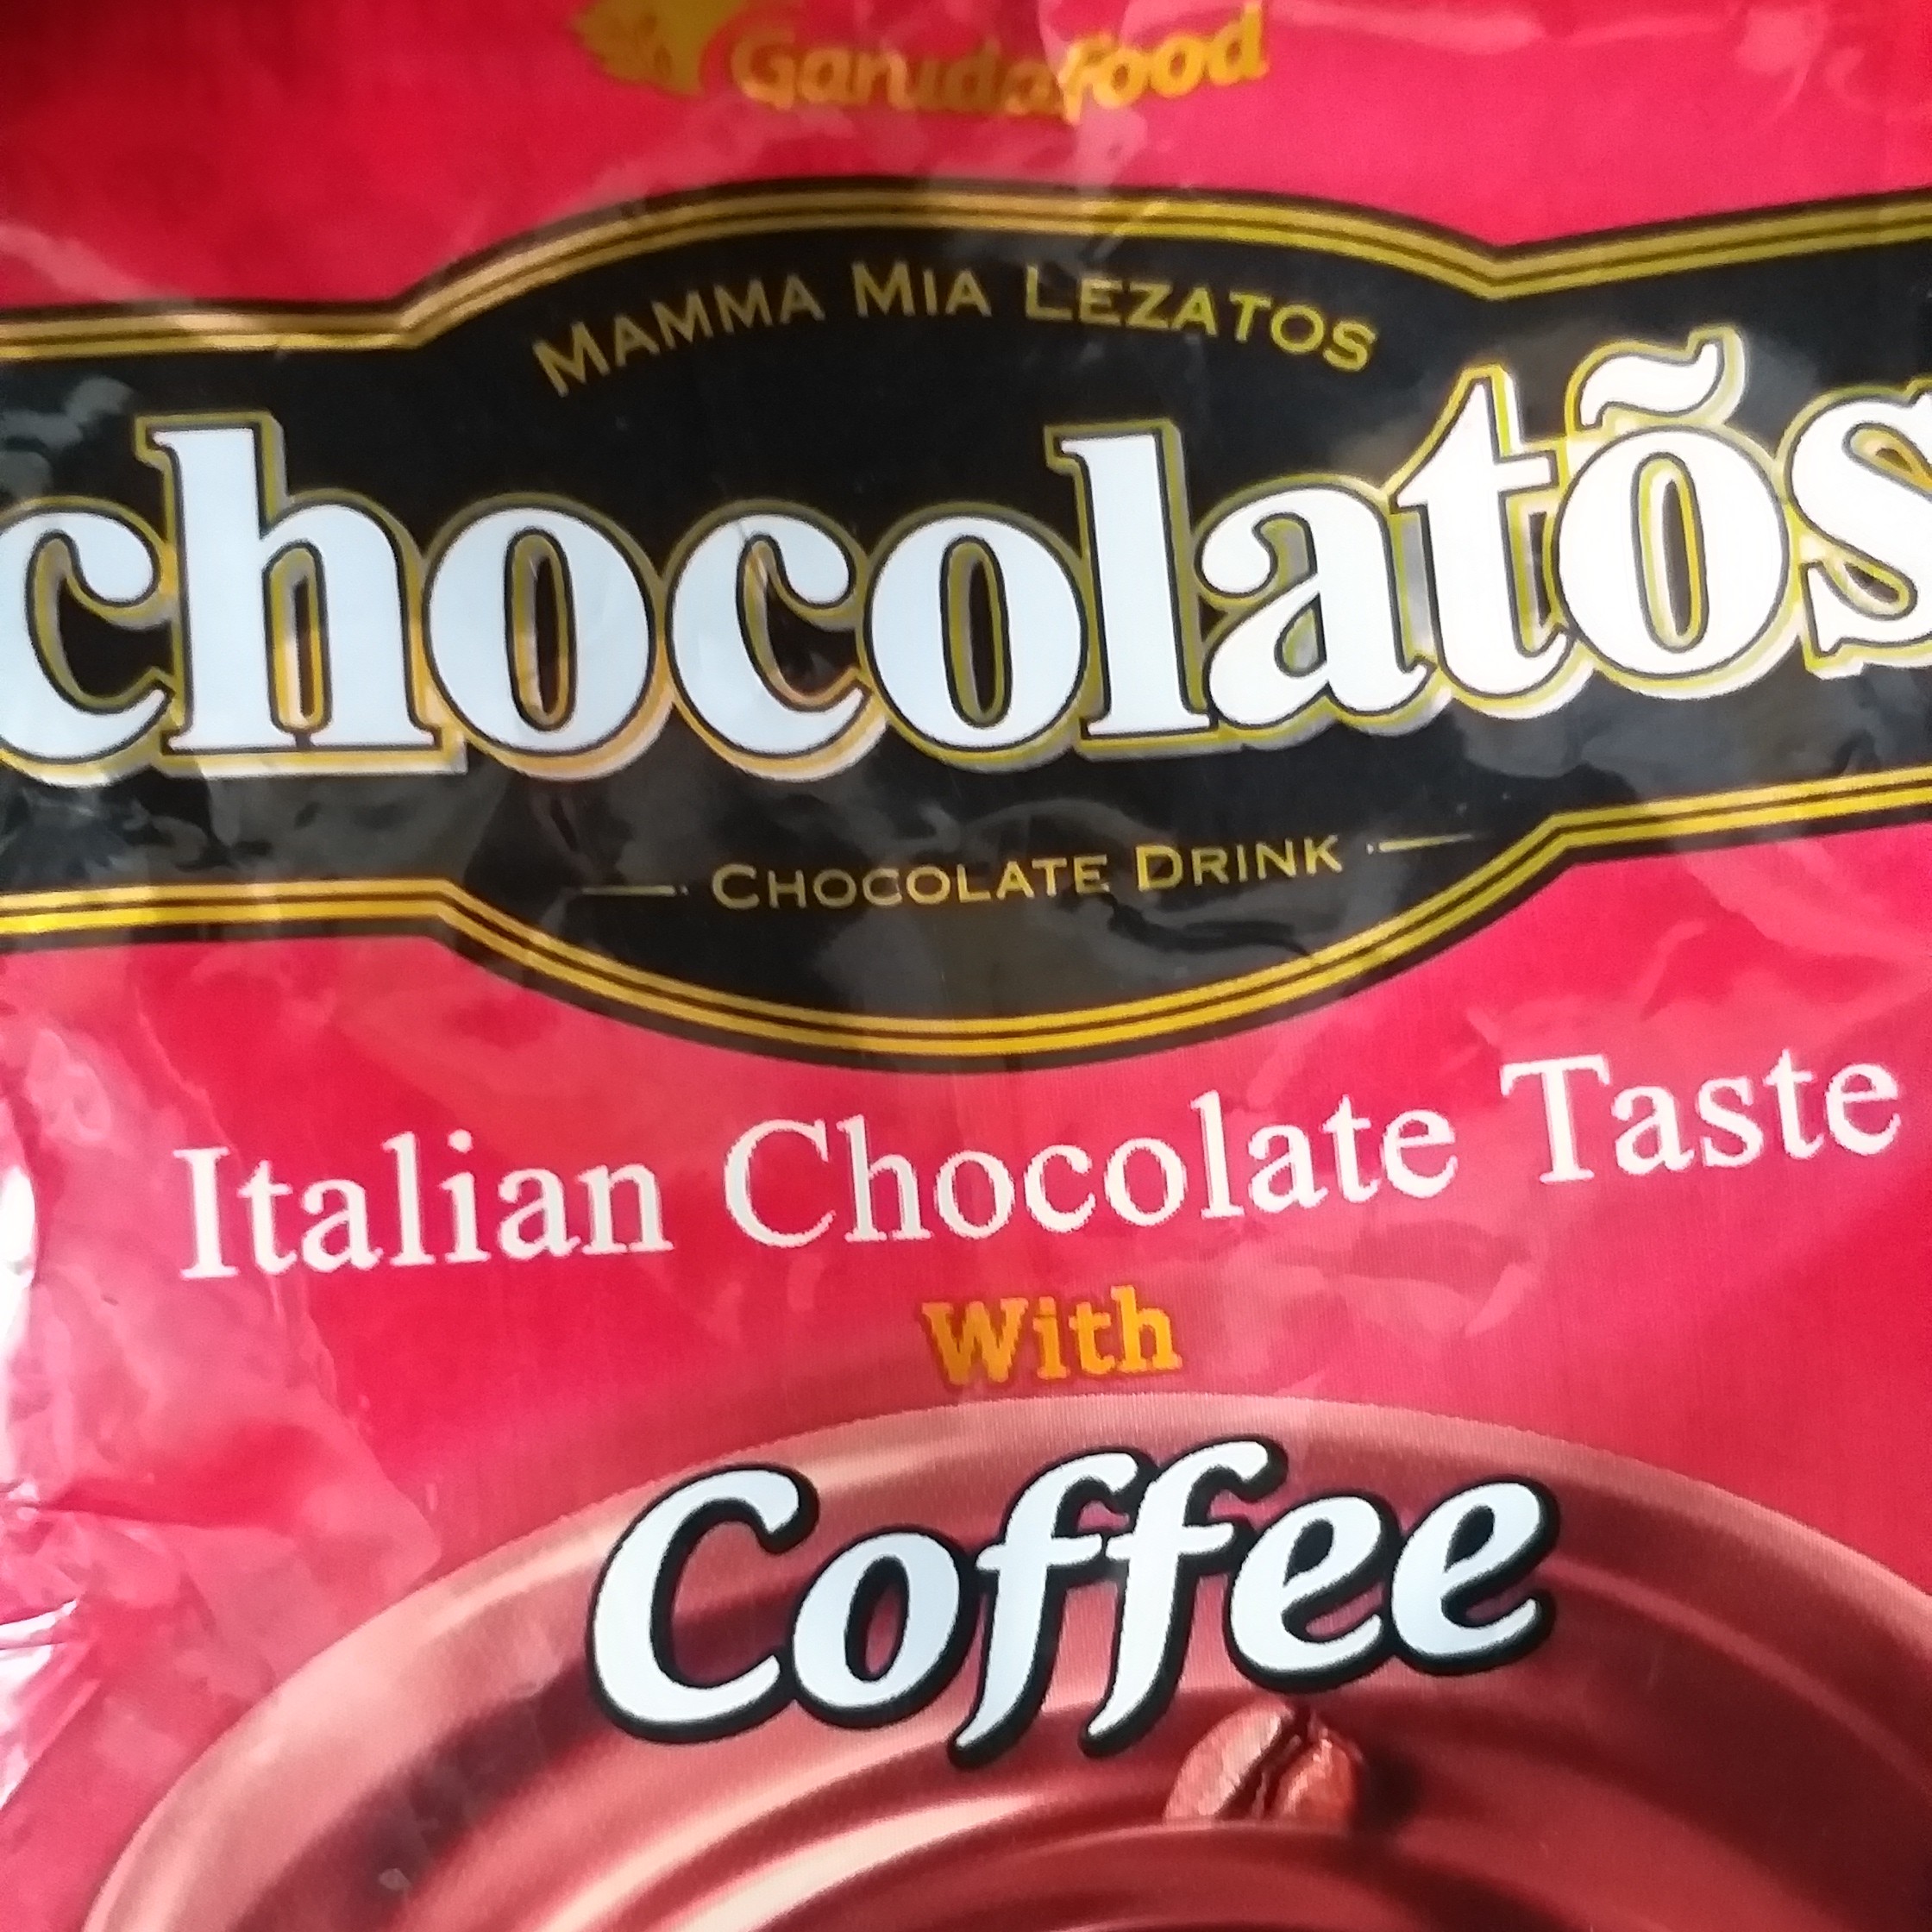 Garudafood
MAMMA MIA LEZATOS
chocolatõs
CHOCOLATE DRINK
Italian Chocolate Taste
With
Coffee